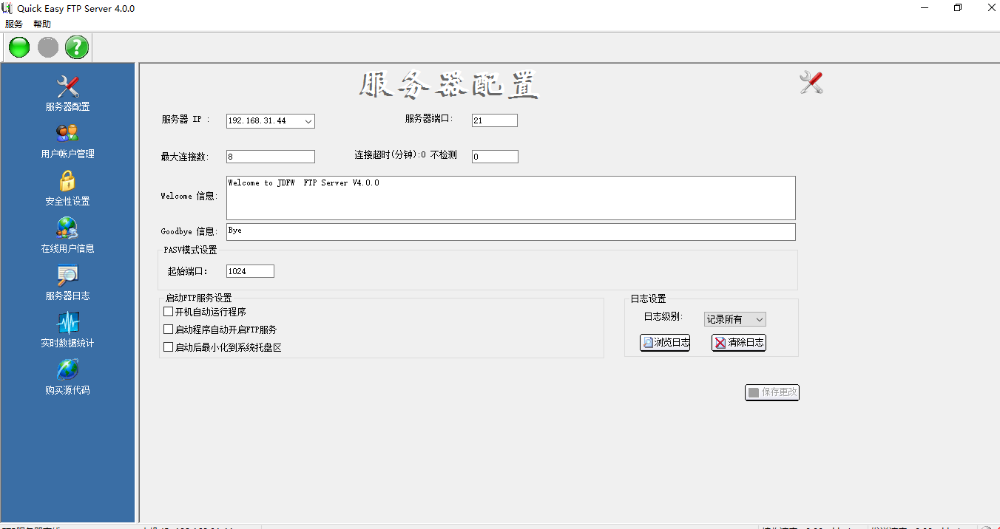 Quick Easy FTP Server 4.0.0
服务 帮助
服务器配置
用户帐户管理
安全性设置
在线用户信息
服务器日志
实时数据统计
购买源代码
服务器配置
服务器 IP : 192.168.31.44 服务器端口: 21
最大连接数: 8 连接超时(分钟):0 不检测 0
Welcome 信息: Welcome to JDFW FTP Server V4.0.0
Goodbye 信息: Bye
PASV模式设置
起始端口: 1024
启动FTP服务设置
开机自动运行程序
启动程序自动开启FTP服务
启动后最小化到系统托盘区
日志设置
日志级别: 记录所有
浏览日志 清除日志
保存更改